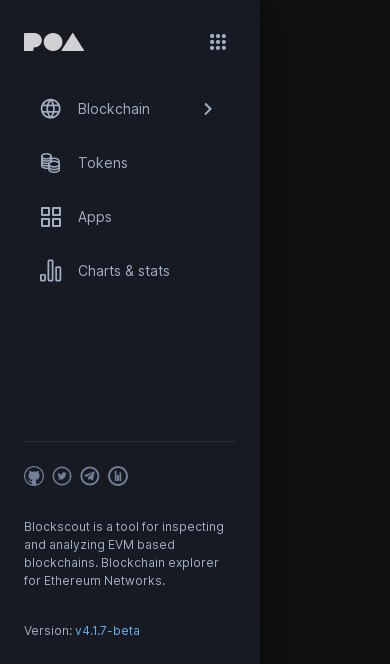 POA
Blockchain
Tokens
Apps
Charts & stats
Blockscout is a tool for inspecting
and analyzing EVM based
blockchains. Blockchain explorer
for Ethereum Networks.
Version: v4.1.7-beta